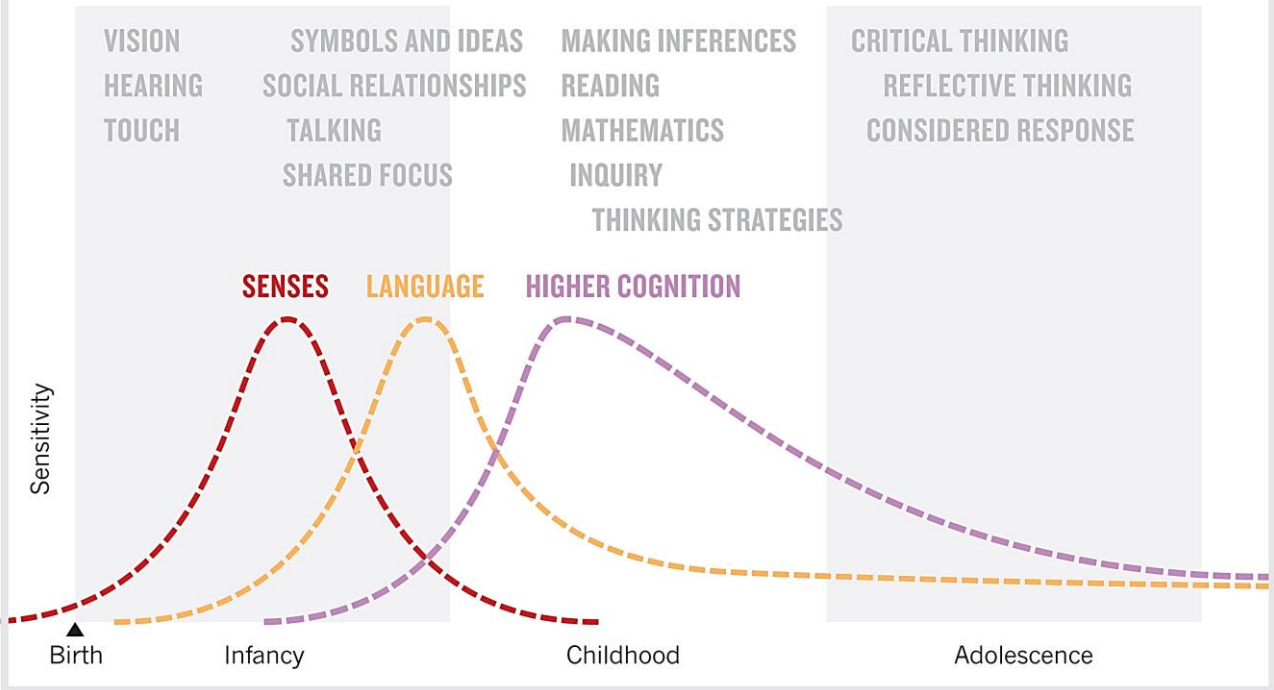 VISION
HEARING
TOUCH
SYMBOLS AND IDEAS
SOCIAL RELATIONSHIPS
TALKING
SHARED FOCUS
MAKING INFERENCES
READING
MATHEMATICS
INQUIRY
THINKING STRATEGIES
CRITICAL THINKING
REFLECTIVE THINKING
CONSIDERED RESPONSE
SENSES
LANGUAGE
HIGHER COGNITION
Sensitivity
Birth
Infancy
Childhood
Adolescence